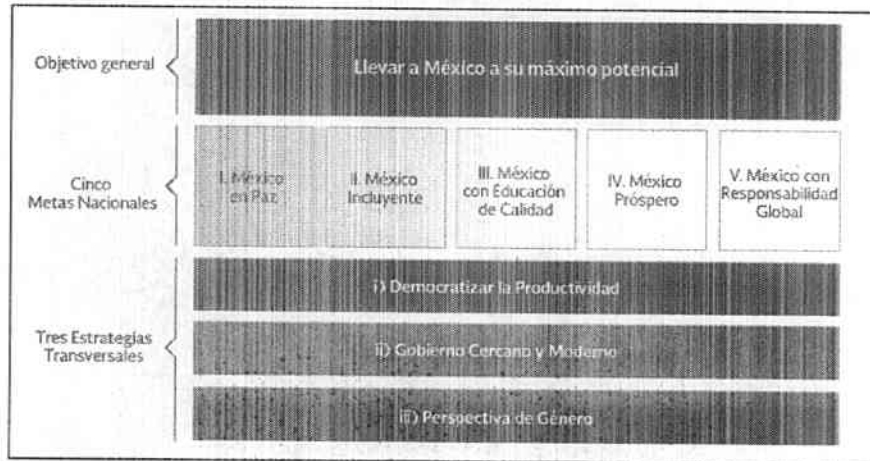 Objetivo general
Llevar a México a su máximo potencial
Cinco
Metas Nacionales
I. México
en Paz
II. México
Incluyente
III. México
con Educación
de Calidad
IV. México
Próspero
V. México con
Responsabilidad
Global
Tres Estrategias
Transversales
i) Democratizar la Productividad
ii) Gobierno Cercano y Moderno
iii) Perspectiva de Género